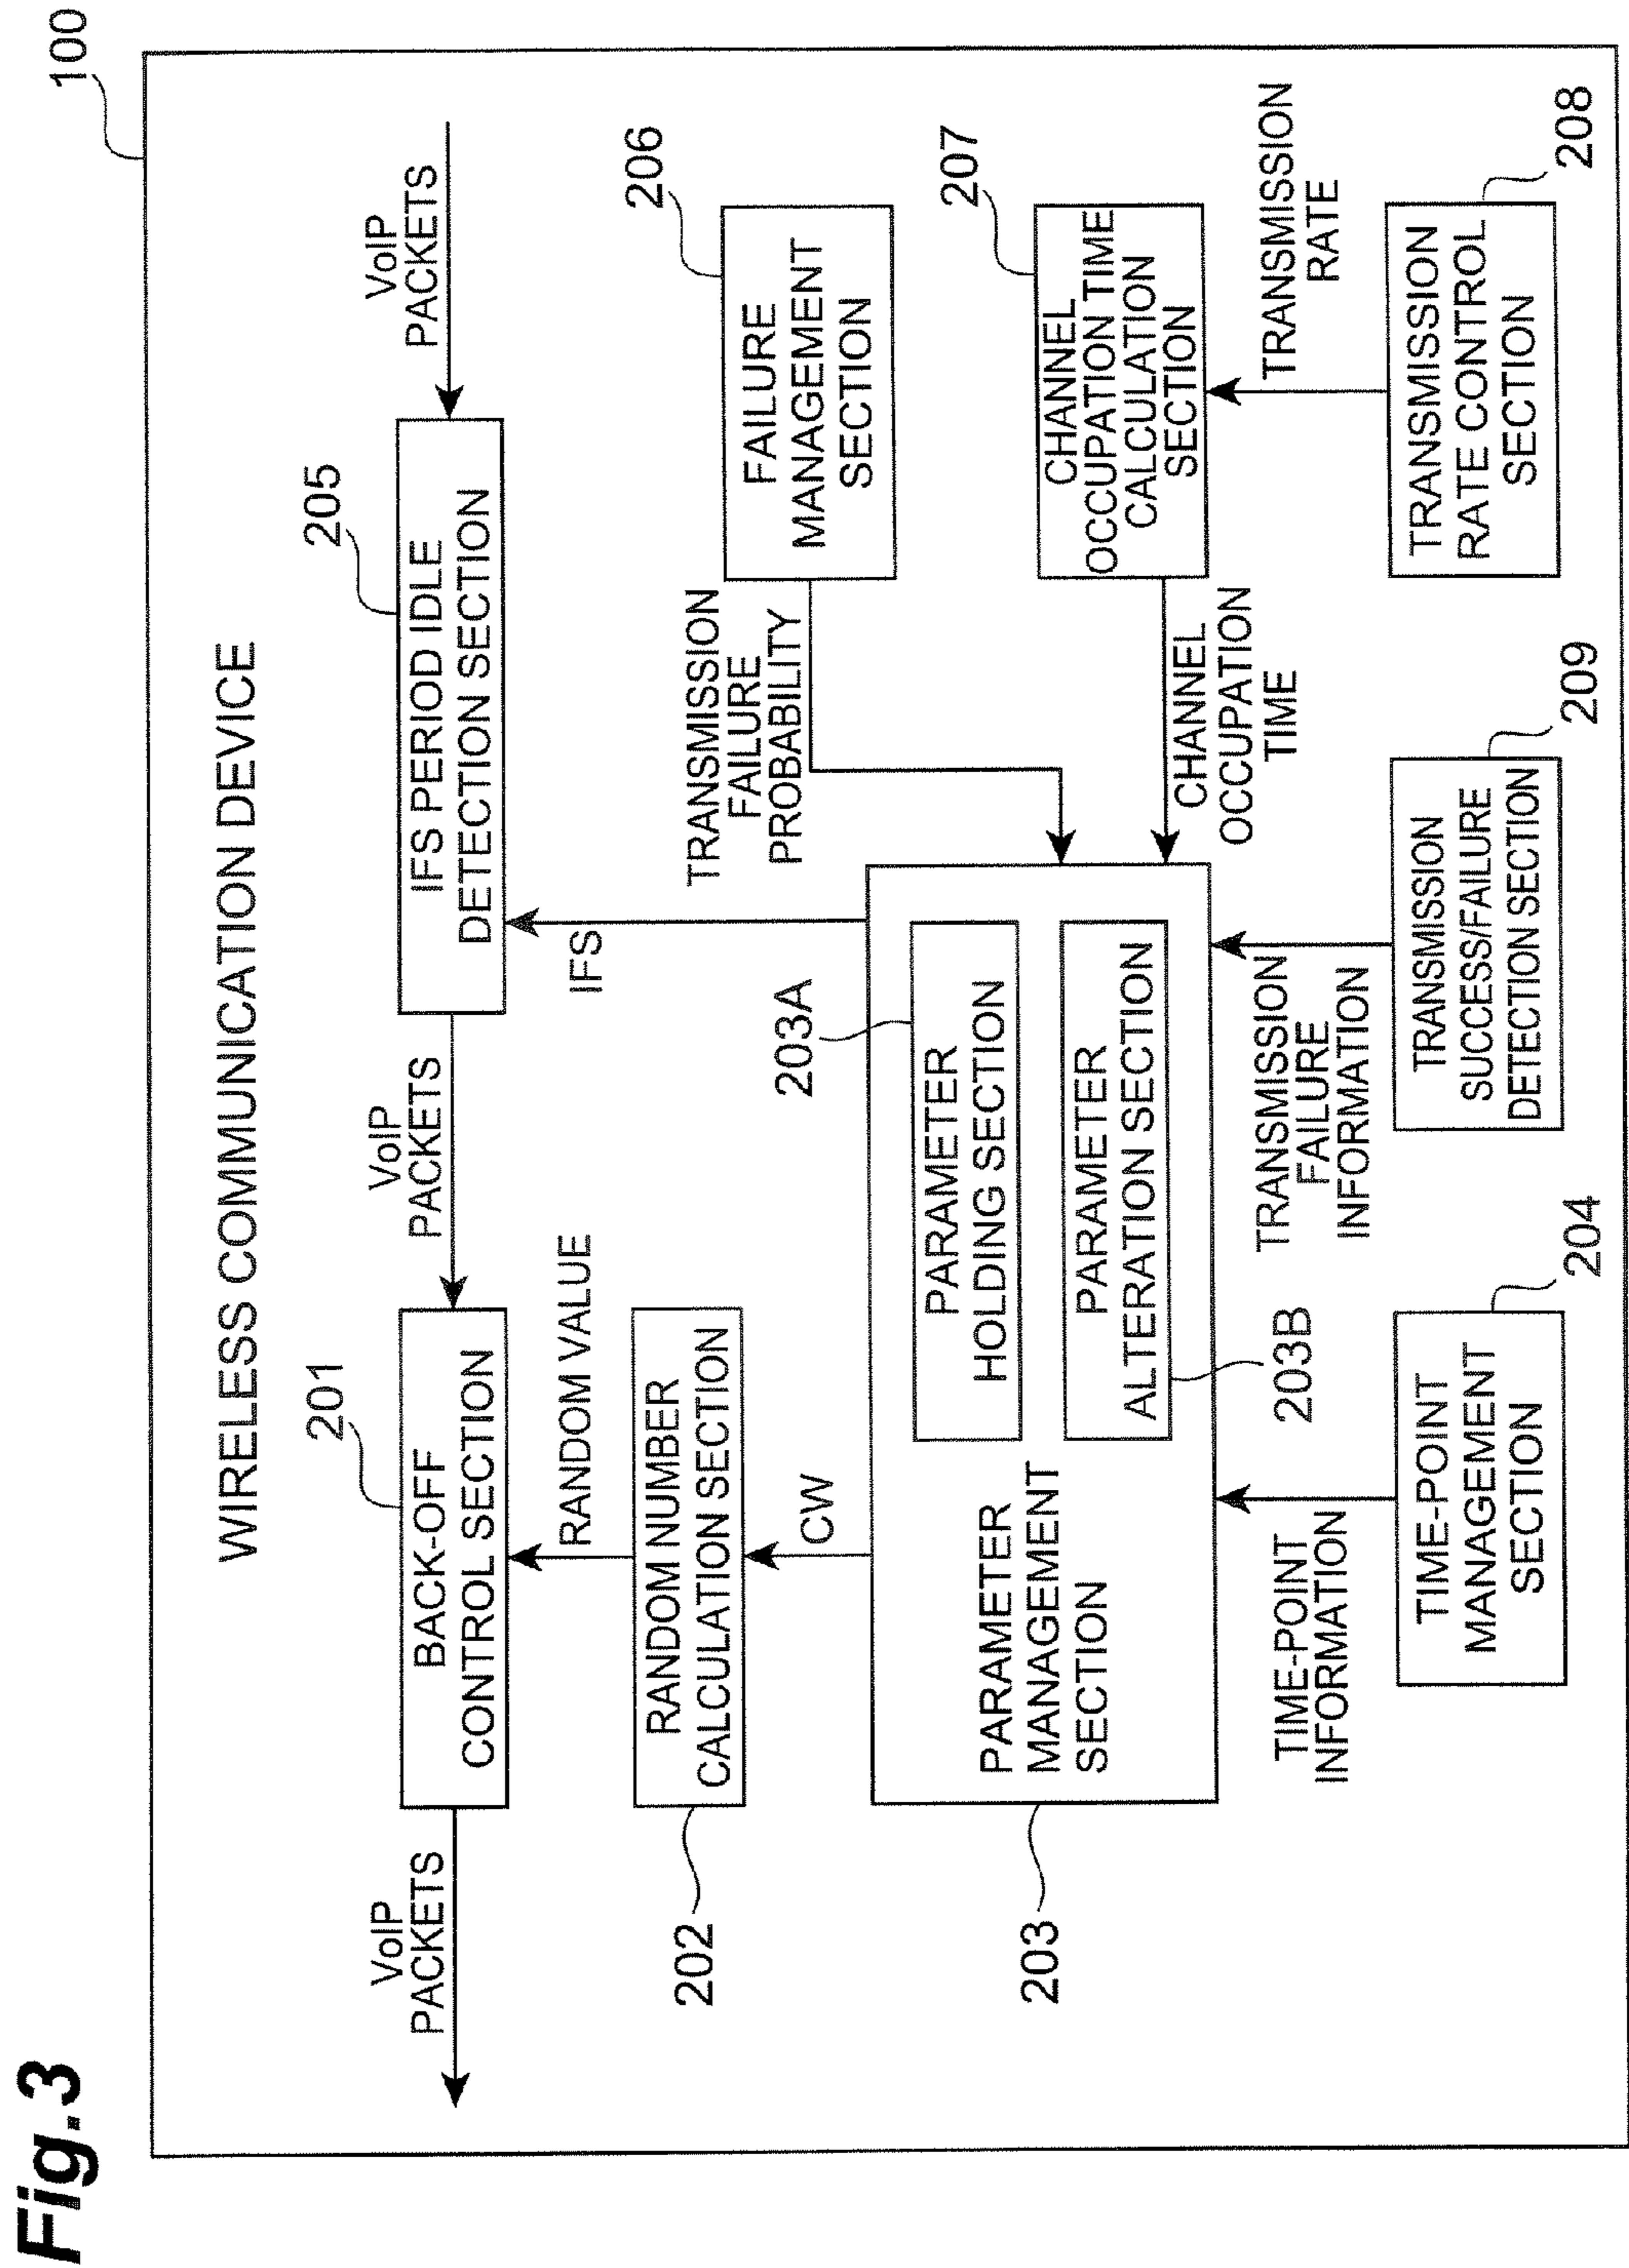 Fig.3
100
WIRELESS COMMUNICATION DEVICE
VoIP
PACKETS
201
BACK-OFF
CONTROL SECTION
VoIP
PACKETS
205
IFS PERIOD IDLE
DETECTION SECTION
VoIP
PACKETS
RANDOM VALUE
IFS
202
RANDOM NUMBER
CALCULATION SECTION
CW
TRANSMISSION
FAILURE
PROBABILITY
206
FAILURE
MANAGEMENT
SECTION
203
PARAMETER
MANAGEMENT
SECTION
203A
PARAMETER
HOLDING SECTION
PARAMETER
ALTERATION SECTION
203B
CHANNEL
OCCUPATION
TIME
207
CHANNEL
OCCUPATION TIME
CALCULATION
SECTION
TIME-POINT
INFORMATION
TRANSMISSION
FAILURE
INFORMATION
TRANSMISSION
RATE
TIME-POINT
MANAGEMENT
SECTION
204
TRANSMISSION
SUCCESS/FAILURE
DETECTION SECTION
209
TRANSMISSION
RATE CONTROL
SECTION
208